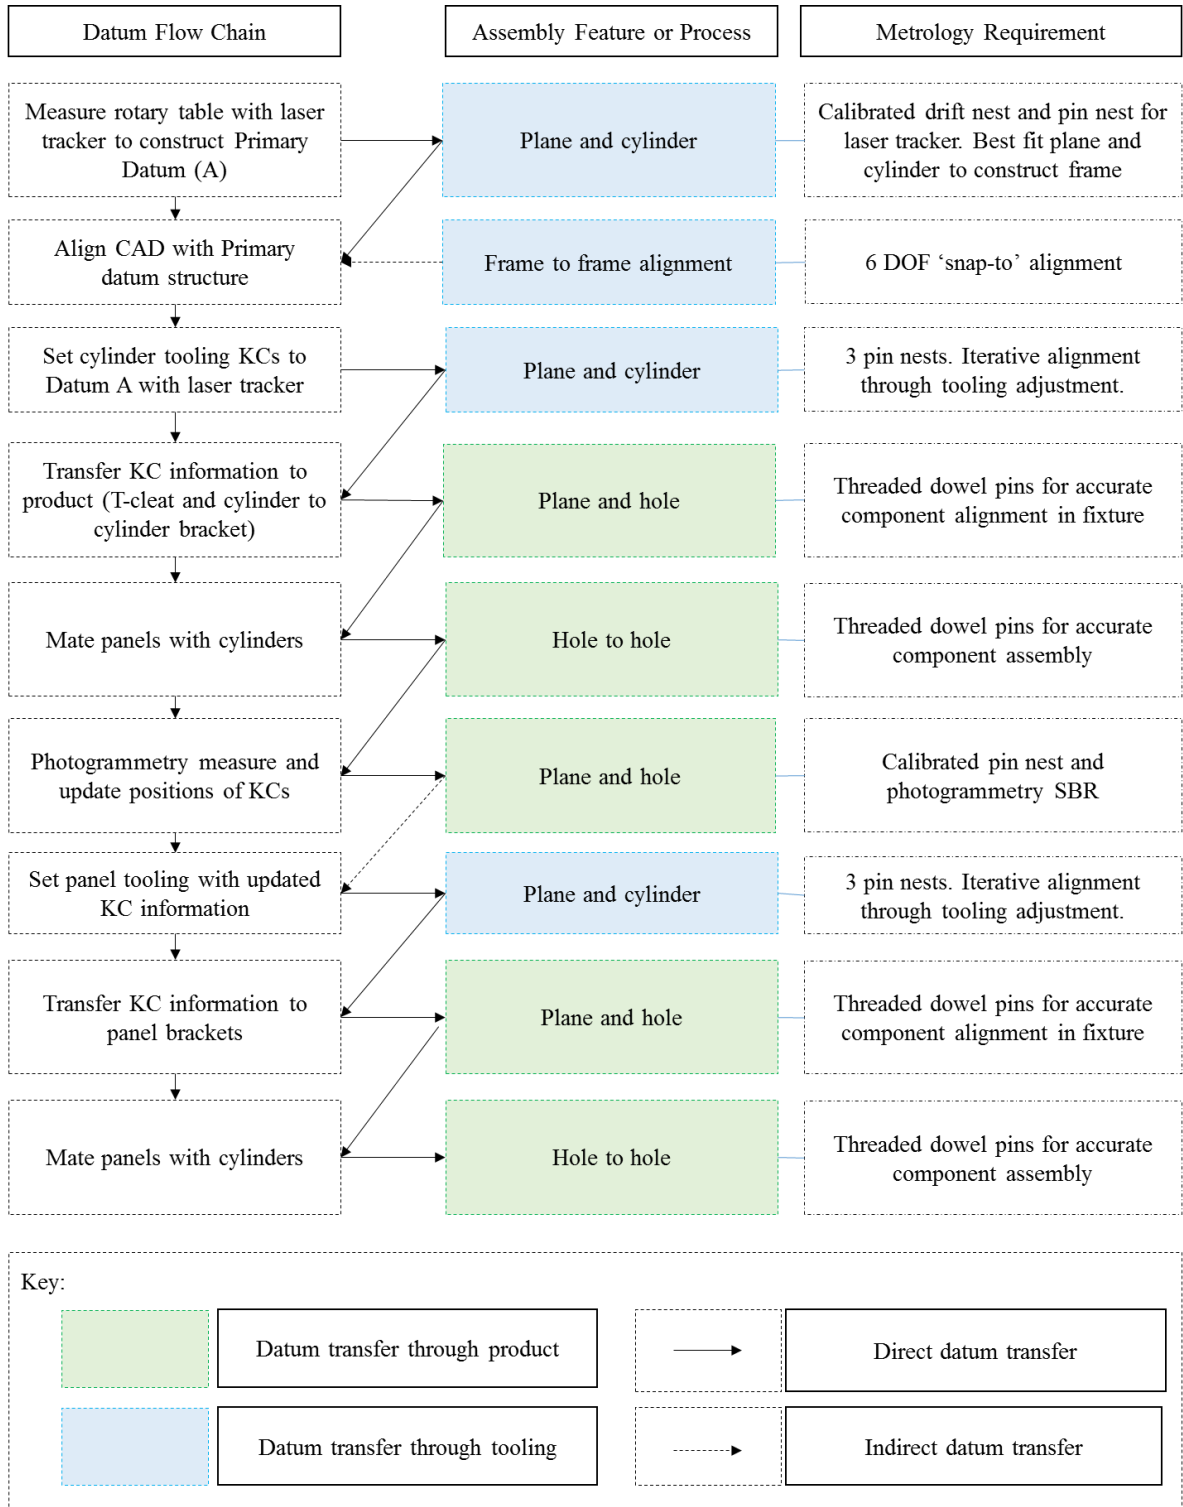 Datum Flow Chain
Assembly Feature or Process
Metrology Requirement
Measure rotary table with laser
tracker to construct Primary
Datum (A)
Plane and cylinder
Calibrated drift nest and pin nest for
laser tracker. Best fit plane and
cylinder to construct frame
Align CAD with Primary
datum structure
Frame to frame alignment
6 DOF ‘snap-to’ alignment
Set cylinder tooling KCs to
Datum A with laser tracker
Plane and cylinder
3 pin nests. Iterative alignment
through tooling adjustment.
Transfer KC information to
product (T-cleat and cylinder to
cylinder bracket)
Plane and hole
Threaded dowel pins for accurate
component alignment in fixture
Mate panels with cylinders
Hole to hole
Threaded dowel pins for accurate
component assembly
Photogrammetry measure and
update positions of KCs
Plane and hole
Calibrated pin nest and
photogrammetry SBR
Set panel tooling with updated
KC information
Plane and cylinder
3 pin nests. Iterative alignment
through tooling adjustment.
Transfer KC information to
panel brackets
Plane and hole
Threaded dowel pins for accurate
component alignment in fixture
Mate panels with cylinders
Hole to hole
Threaded dowel pins for accurate
component assembly
Key:
Datum transfer through product
Direct datum transfer
Datum transfer through tooling
Indirect datum transfer